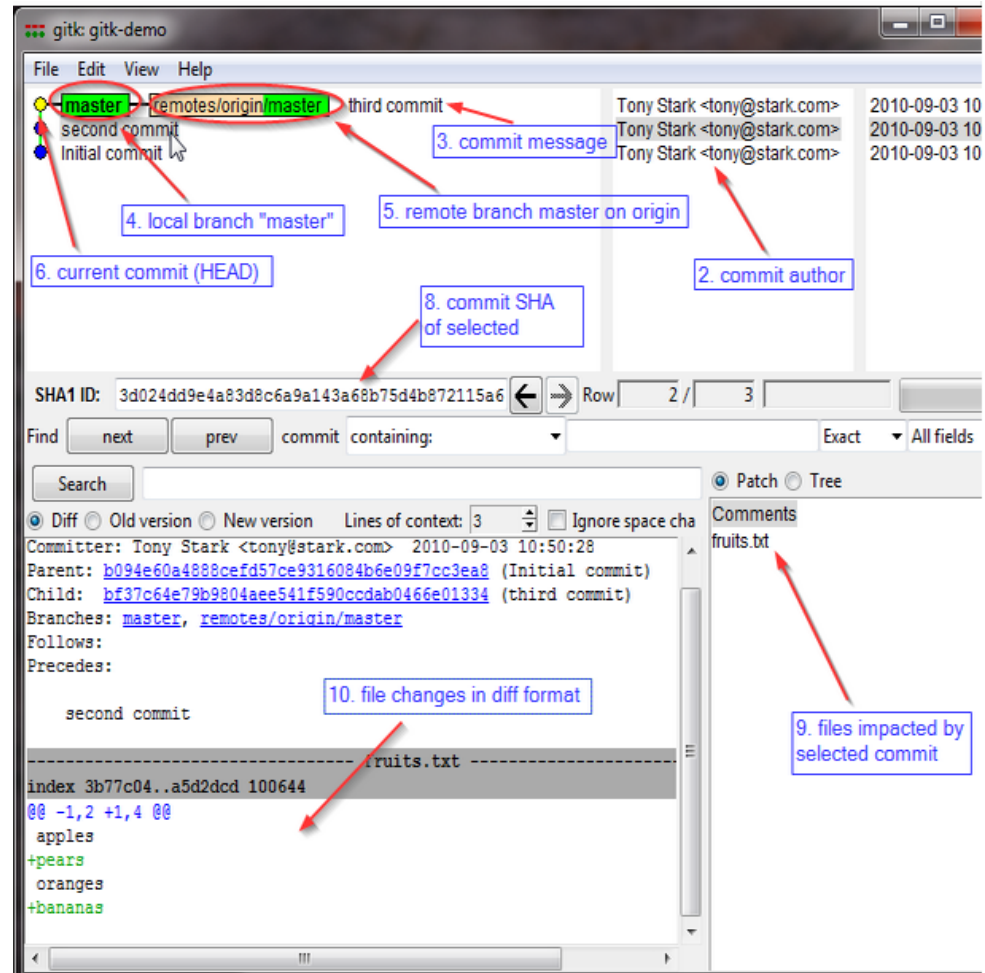 gitk: gitk-demo
File Edit View Help
master remotes/origin/master third commit Tony Stark <tony@stark.com> 2010-09-03 10
second commit Tony Stark <tony@stark.com> 2010-09-03 10
Initial commit Tony Stark <tony@stark.com> 2010-09-03 10
3. commit message
4. local branch "master"
5. remote branch master on origin
6. current commit (HEAD)
2. commit author
8. commit SHA
of selected
SHA1 ID: 3d024dd9e4a83d8c6a9a143a68b75d4b872115a6 Row 2 / 3
Find next prev commit containing: Exact All fields
Search
Patch Tree
Diff Old version New version Lines of context: 3 Ignore space cha
Comments
fruits.txt
Committer: Tony Stark <tony@stark.com> 2010-09-03 10:50:28
Parent: b094e60a4888cefd57ce9316084b6e09f7cc3ea8 (Initial commit)
Child: bf37c64e79b9804aee541f590ccdab0466e01334 (third commit)
Branches: master, remotes/origin/master
Follows:
Precedes:
10. file changes in diff format
second commit
9. files impacted by
selected commit
---------------------------------- fruits.txt ----------------------
index 3b77c04..a5d2dcd 100644
@@ -1,2 +1,4 @@
apples
+pears
oranges
+bananas